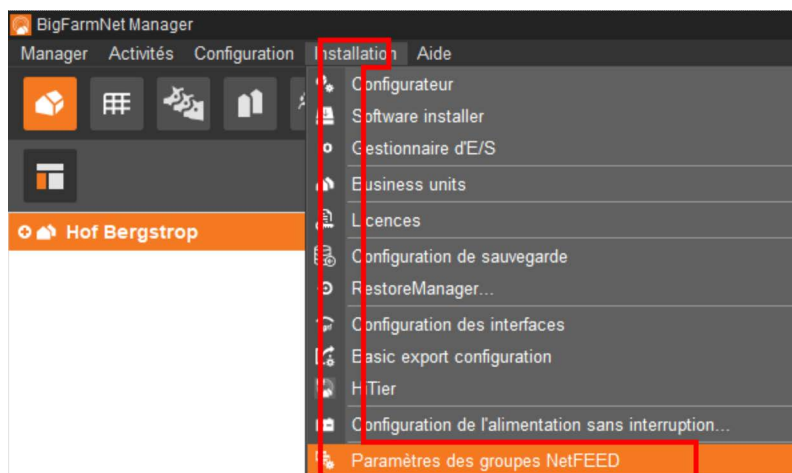 BigFarmNet Manager
Manager Activités Configuration Installation Aide
Configurateur
Software installer
Gestionnaire d'E/S
Business units
Licences
Hof Bergstrop
Configuration de sauvegarde
RestoreManager...
Configuration des interfaces
Basic export configuration
HiTier
Configuration de l'alimentation sans interruption...
Paramètres des groupes NetFEED